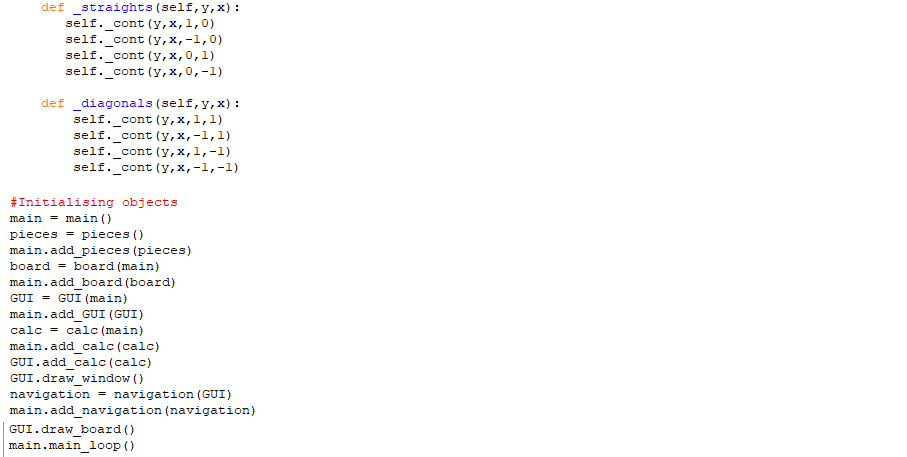 def _straights(self,y,x):
self._cont(y,x,1,0)
self._cont(y,x,-1,0)
self._cont(y,x,0,1)
self._cont(y,x,0,-1)
def _diagonals(self,y,x):
self._cont(y,x,1,1)
self._cont(y,x,-1,1)
self._cont(y,x,1,-1)
self._cont(y,x,-1,-1)
#Initialising objects
main = main()
pieces = pieces()
main.add_pieces(pieces)
board = board(main)
main.add_board(board)
GUI = GUI(main)
main.add_GUI(GUI)
calc = calc(main)
main.add_calc(calc)
GUI.add_calc(calc)
GUI.draw_window()
navigation = navigation(GUI)
main.add_navigation(navigation)
GUI.draw_board()
main.main_loop()